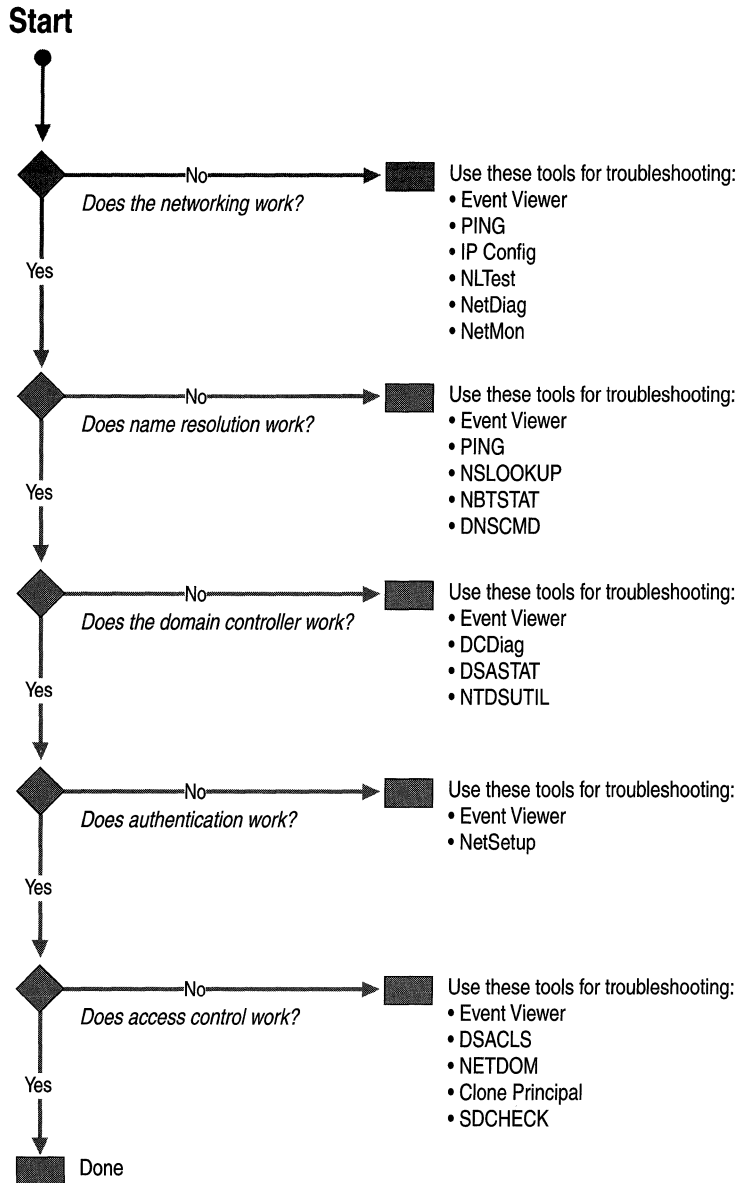 Start
No
Does the networking work?
Use these tools for troubleshooting:
• Event Viewer
• PING
• IP Config
• NLTest
• NetDiag
• NetMon
Yes
No
Does name resolution work?
Use these tools for troubleshooting:
• Event Viewer
• PING
• NSLOOKUP
• NBTSTAT
• DNSCMD
Yes
No
Does the domain controller work?
Use these tools for troubleshooting:
• Event Viewer
• DCDiag
• DSASTAT
• NTDSUTIL
Yes
No
Does authentication work?
Use these tools for troubleshooting:
• Event Viewer
• NetSetup
Yes
No
Does access control work?
Use these tools for troubleshooting:
• Event Viewer
• DSACLS
• NETDOM
• Clone Principal
• SDCHECK
Yes
Done